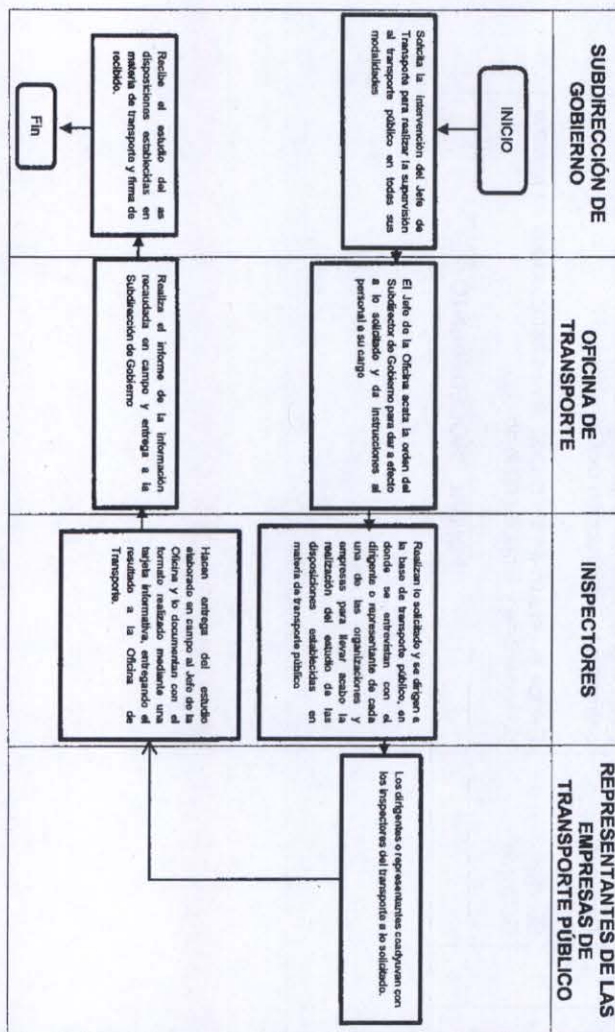 SUBDIRECCIÓN DE
GOBIERNO
OFICINA DE
TRANSPORTE
INSPECTORES
REPRESENTANTES DE LAS
EMPRESAS DE
TRANSPORTE PÚBLICO
INICIO
Solicita la intervención del Jefe de
Transporte para realizar la supervisión
al transporte público en todas sus
modalidades
El Jefe de la Oficina acata la orden del
Subdirector de Gobierno para dar a efecto
a lo solicitado y da instrucciones al
personal a su cargo
Realizan lo solicitado y se dirigen a
la base de transporte público, en
donde se entrevistan con el
dirigente o representante de cada
una de las organizaciones y
empresas para llevar acabo la
realización del estudio de las
disposiciones establecidas en
materia de transporte público
Los dirigentes o representantes coadyuvan con
los inspectores del transporte a lo solicitado.
Hacen entrega del estudio
elaborado en campo al Jefe de la
Oficina y lo documentan con el
formato realizado mediante una
tarjeta informativa, entregando el
resultado a la Oficina de
Transporte.
Realiza el informe de la información
recaudada en campo y entrega a la
Subdirección de Gobierno
Recibe el estudio del as
disposiciones establecidas en
materia de transporte y firma de
recibido.
Fin